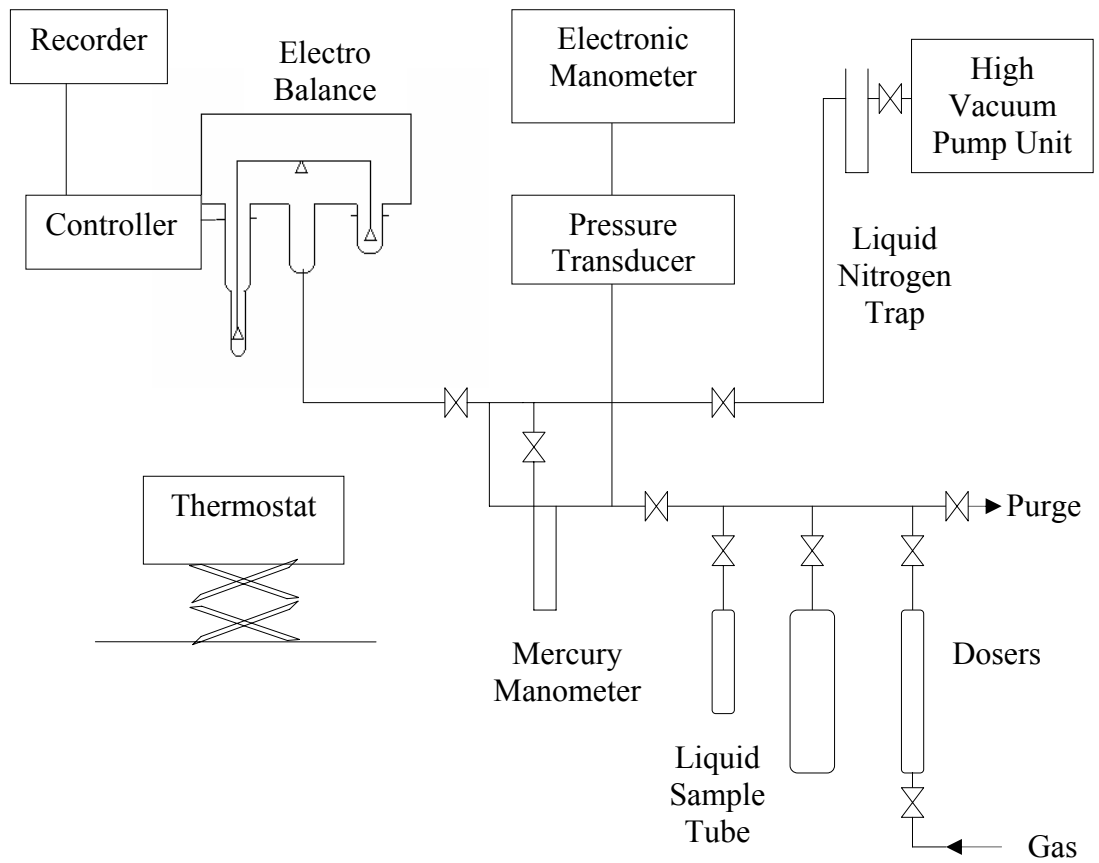 Recorder
Electro
Balance
Electronic
Manometer
High
Vacuum
Pump Unit
Controller
Pressure
Transducer
Liquid
Nitrogen
Trap
Thermostat
Purge
Mercury
Manometer
Dosers
Liquid
Sample
Tube
Gas